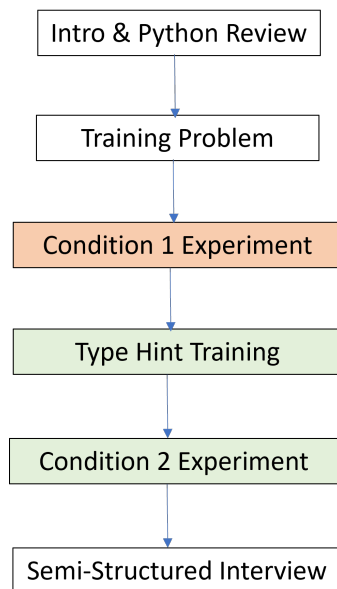 Intro & Python Review
Training Problem
Condition 1 Experiment
Type Hint Training
Condition 2 Experiment
Semi-Structured Interview